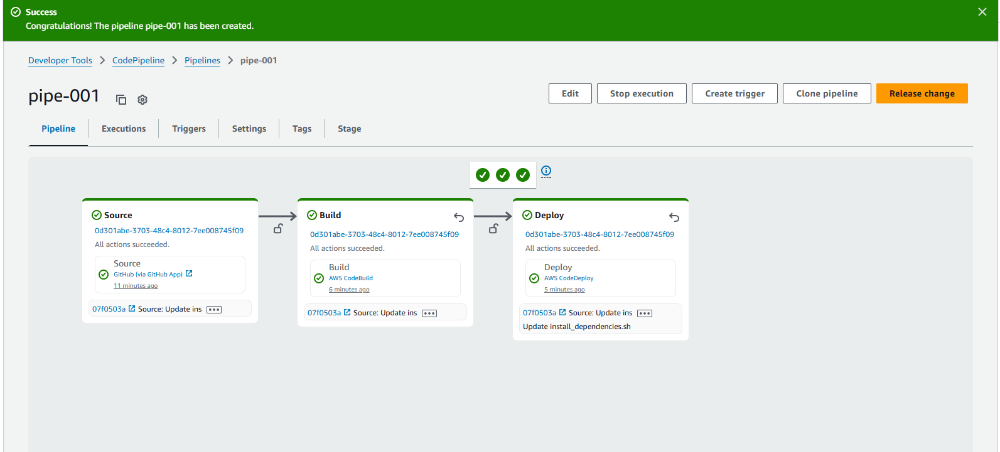 Success
Congratulations! The pipeline pipe-001 has been created.
Developer Tools > CodePipeline > Pipelines > pipe-001
pipe-001
Edit
Stop execution
Create trigger
Clone pipeline
Release change
Pipeline
Executions
Triggers
Settings
Tags
Stage
Source
0d301abe-3703-48c4-8012-7ee008745f09
All actions succeeded.
Source
GitHub (via GitHub App)
11 minutes ago
07f0503a Source: Update ins
Build
0d301abe-3703-48c4-8012-7ee008745f09
All actions succeeded.
Build
AWS CodeBuild
6 minutes ago
07f0503a Source: Update ins
Deploy
0d301abe-3703-48c4-8012-7ee008745f09
All actions succeeded.
Deploy
AWS CodeDeploy
5 minutes ago
07f0503a Source: Update ins
Update install_dependencies.sh